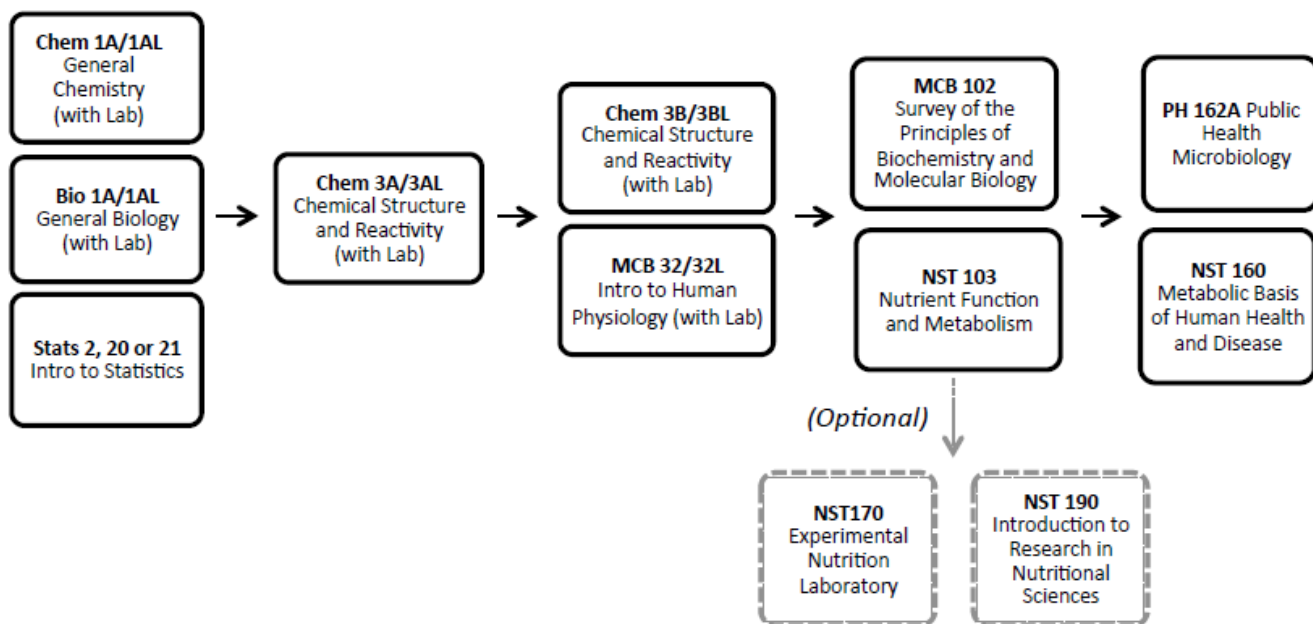 Chem 1A/1AL
General
Chemistry
(with Lab)
Bio 1A/1AL
General Biology
(with Lab)
Stats 2, 20 or 21
Intro to Statistics
Chem 3A/3AL
Chemical Structure
and Reactivity
(with Lab)
Chem 3B/3BL
Chemical Structure
and Reactivity
(with Lab)
MCB 32/32L
Intro to Human
Physiology (with Lab)
MCB 102
Survey of the
Principles of
Biochemistry and
Molecular Biology
NST 103
Nutrient Function
and Metabolism
PH 162A Public
Health
Microbiology
NST 160
Metabolic Basis
of Human Health
and Disease
(Optional)
NST170
Experimental
Nutrition
Laboratory
NST 190
Introduction to
Research in
Nutritional
Sciences